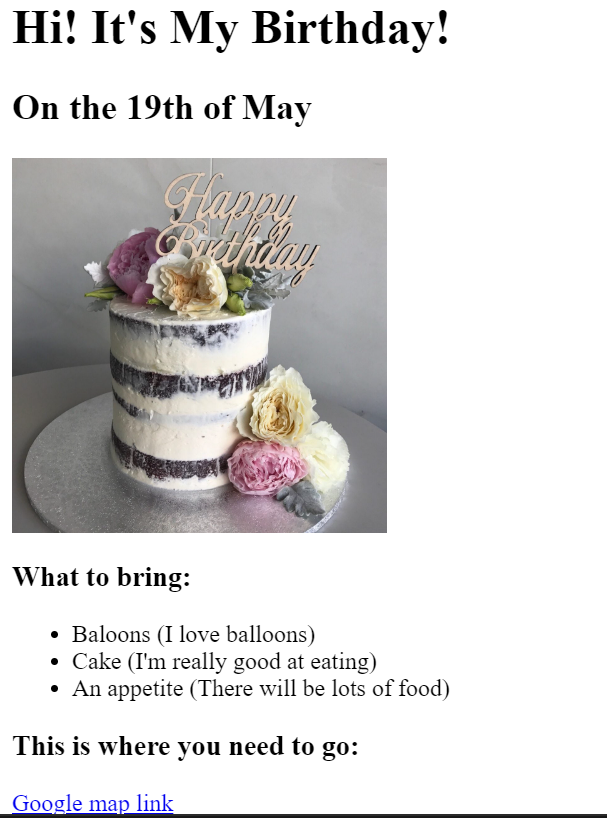 Hi! It's My Birthday!
On the 19th of May
Happy
Birthday
What to bring:
Baloons (I love balloons)
Cake (I'm really good at eating)
An appetite (There will be lots of food)
This is where you need to go:
Google map link